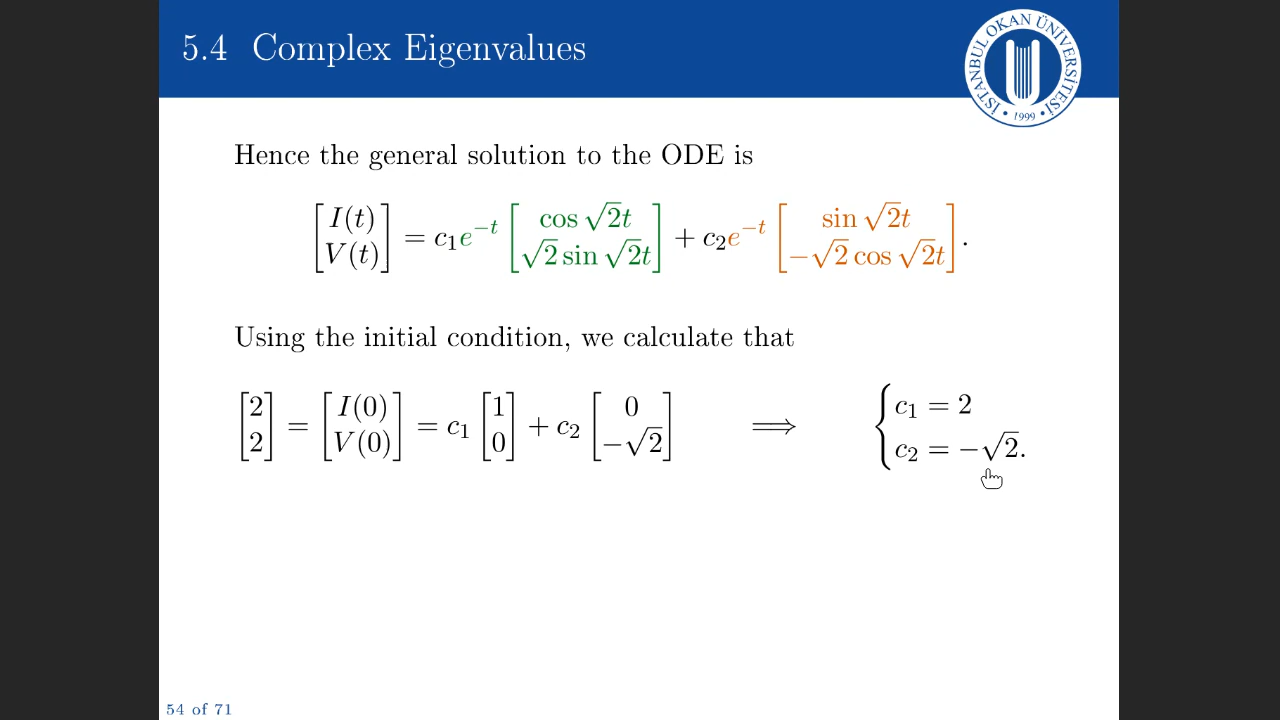 5.4 Complex Eigenvalues
İSTANBUL OKAN ÜNİVERSİTESİ
• 1999 •
Hence the general solution to the ODE is
[I(t) V(t)] = c₁e⁻ᵗ [cos √2t √2 sin √2t] + c₂e⁻ᵗ [sin √2t −√2 cos √2t].
Using the initial condition, we calculate that
[2 2] = [I(0) V(0)] = c₁ [1 0] + c₂ [0 −√2] ⟹ {c₁ = 2 c₂ = −√2.
54 of 71